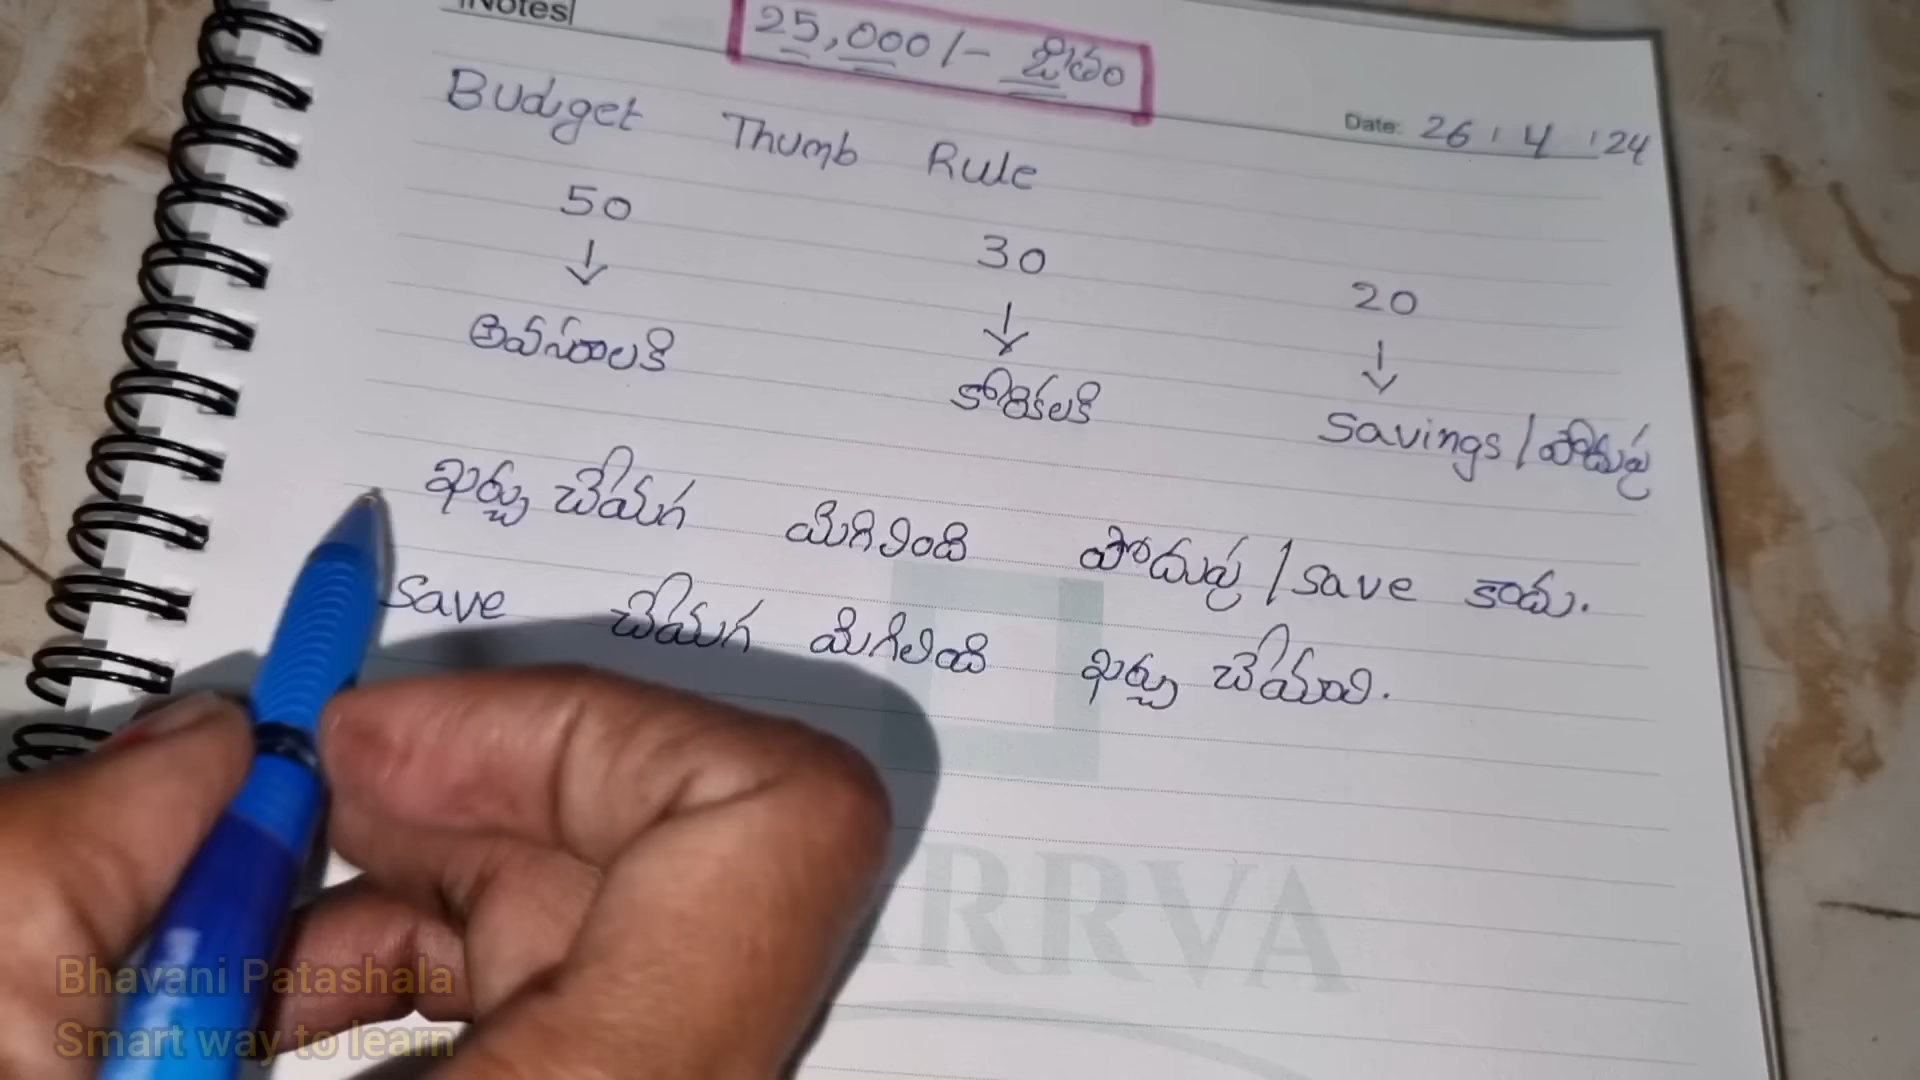 Notes
25,000/- జీతం
Date: 26 / 4 / 24
Budget Thumb Rule
50 30 20
అవసరాలకి కోరికలకి Savings / పొదుపు
ఖర్చు చేయగ మిగిలింది పొదుపు / save కాదు.
Save చేయగ మిగిలింది ఖర్చు చేయాలి.
ARRVA
Bhavani Patashala
Smart way to learn